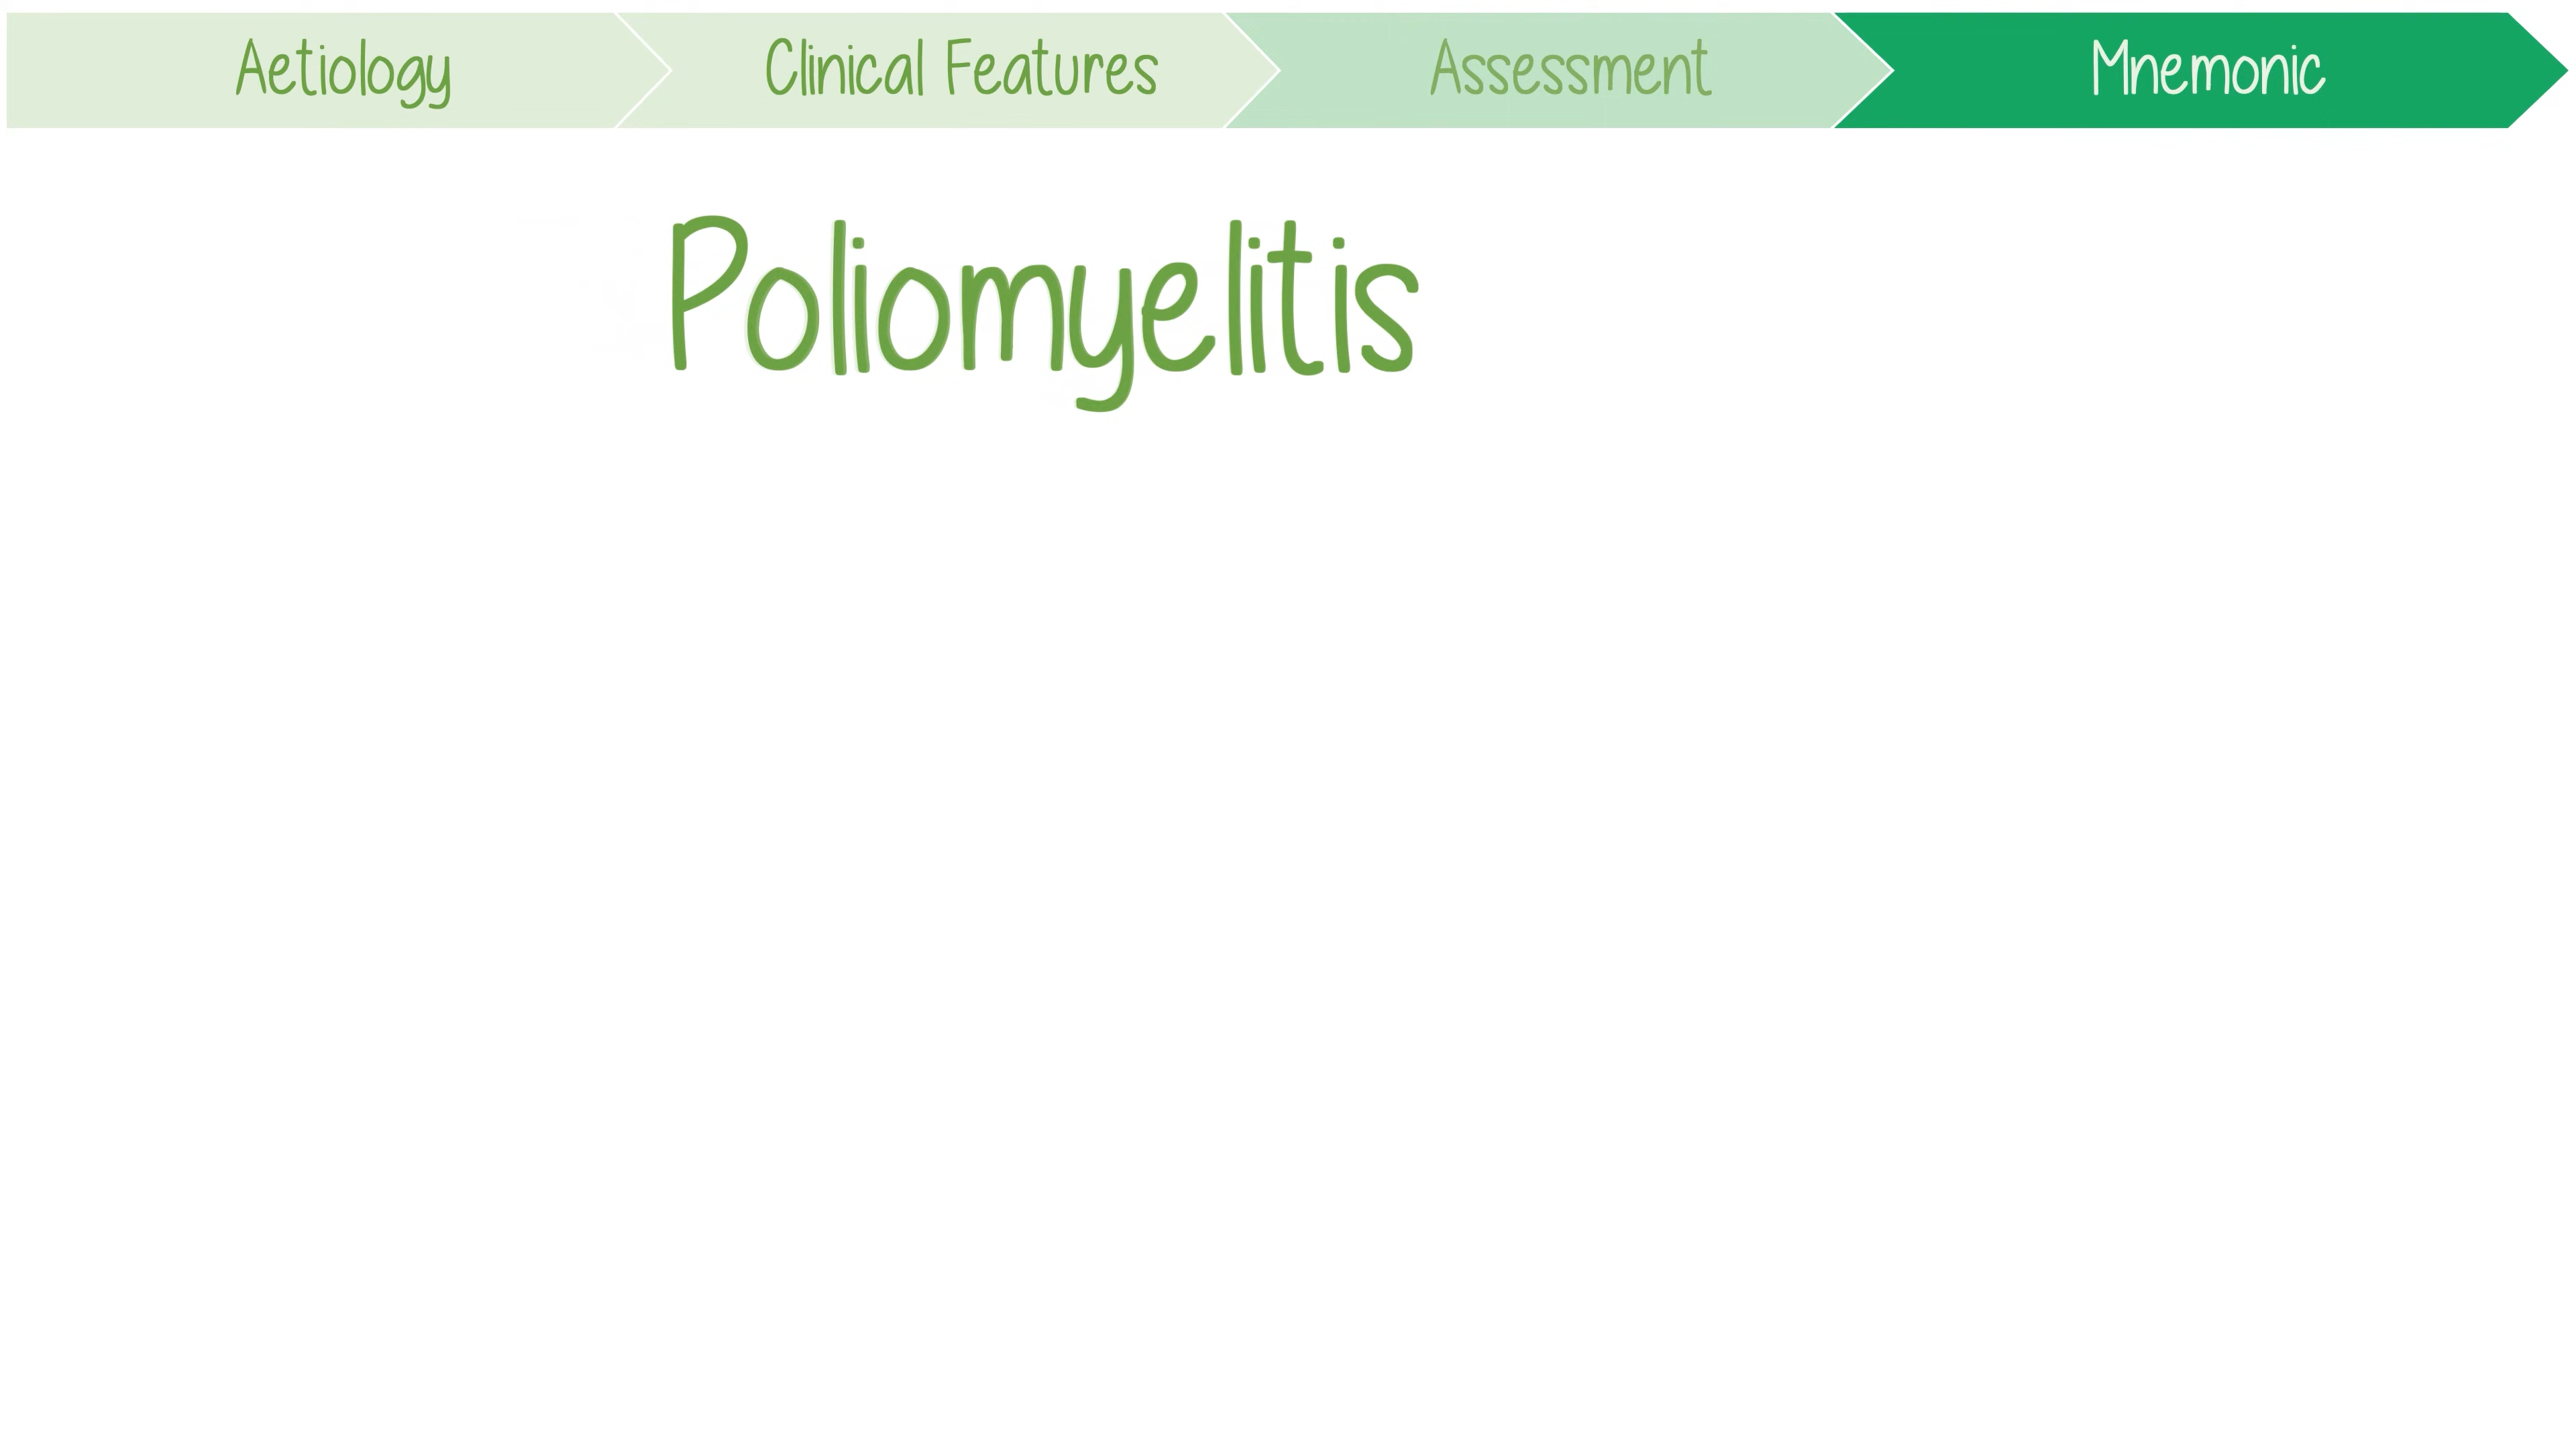 Aetiology
Clinical Features
Assessment
Mnemonic
Poliomyelitis